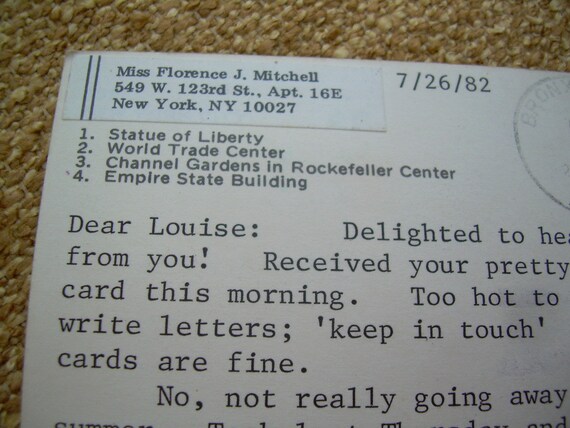 Miss Florence J. Mitchell
549 W. 123rd St., Apt. 16E
New York, NY 10027
7/26/82
BRONX
1. Statue of Liberty
2. World Trade Center
3. Channel Gardens in Rockefeller Center
4. Empire State Building
Dear Louise: Delighted to hea
from you! Received your pretty
card this morning. Too hot to
write letters; 'keep in touch'
cards are fine.
No, not really going away